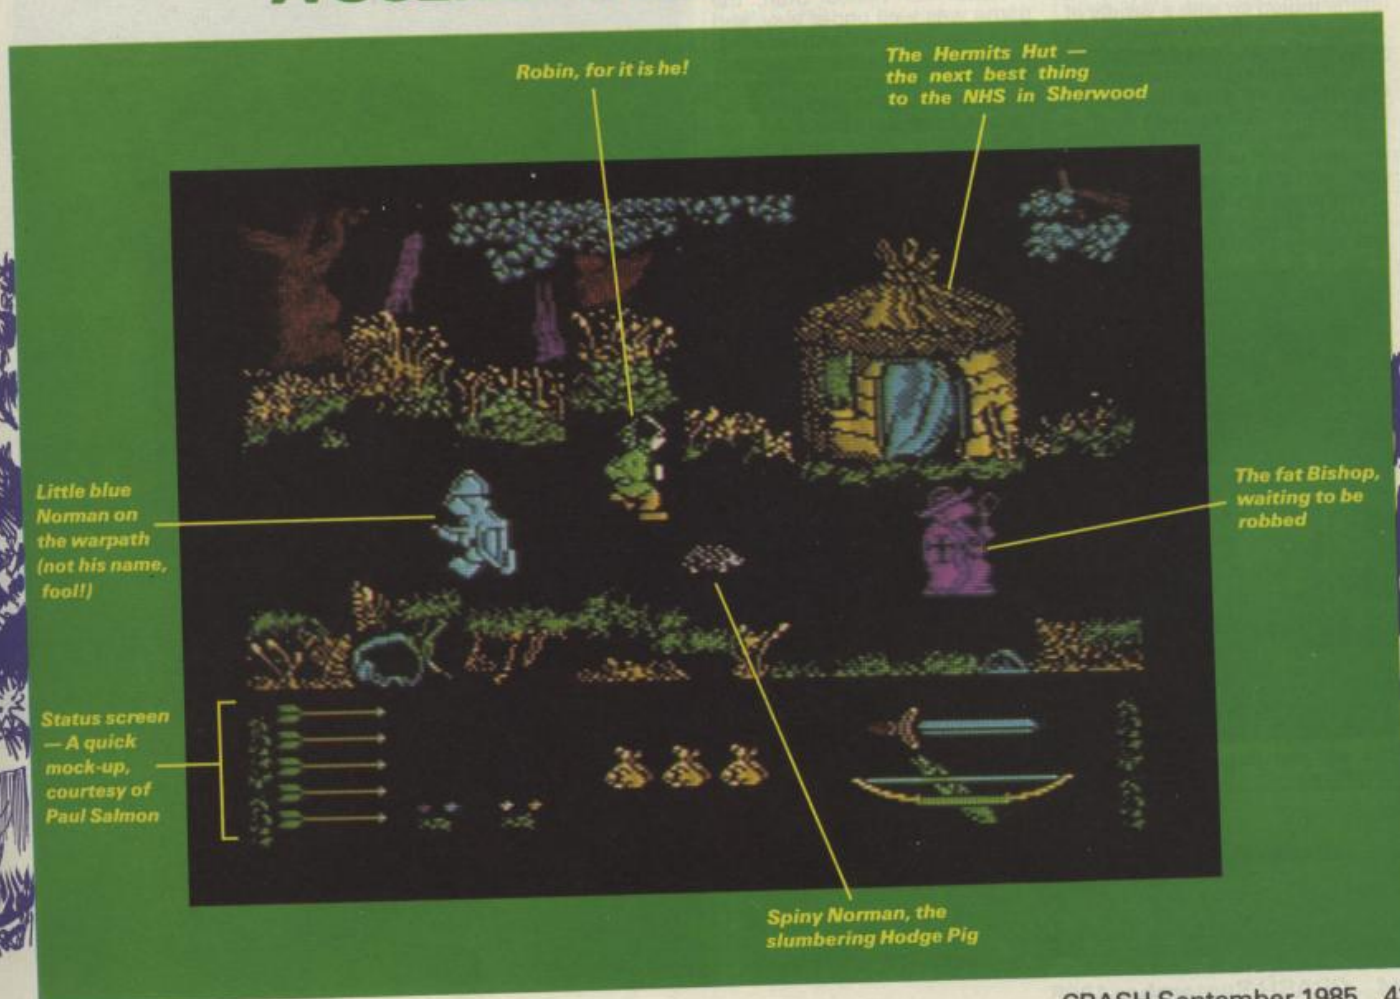 Robin, for it is he!
The Hermits Hut —
the next best thing
to the NHS in Sherwood
Little blue
Norman on
the warpath
(not his name,
fool!)
The fat Bishop,
waiting to be
robbed
Status screen
— A quick
mock-up,
courtesy of
Paul Salmon
Spiny Norman, the
slumbering Hodge Pig
CRASH September 1985